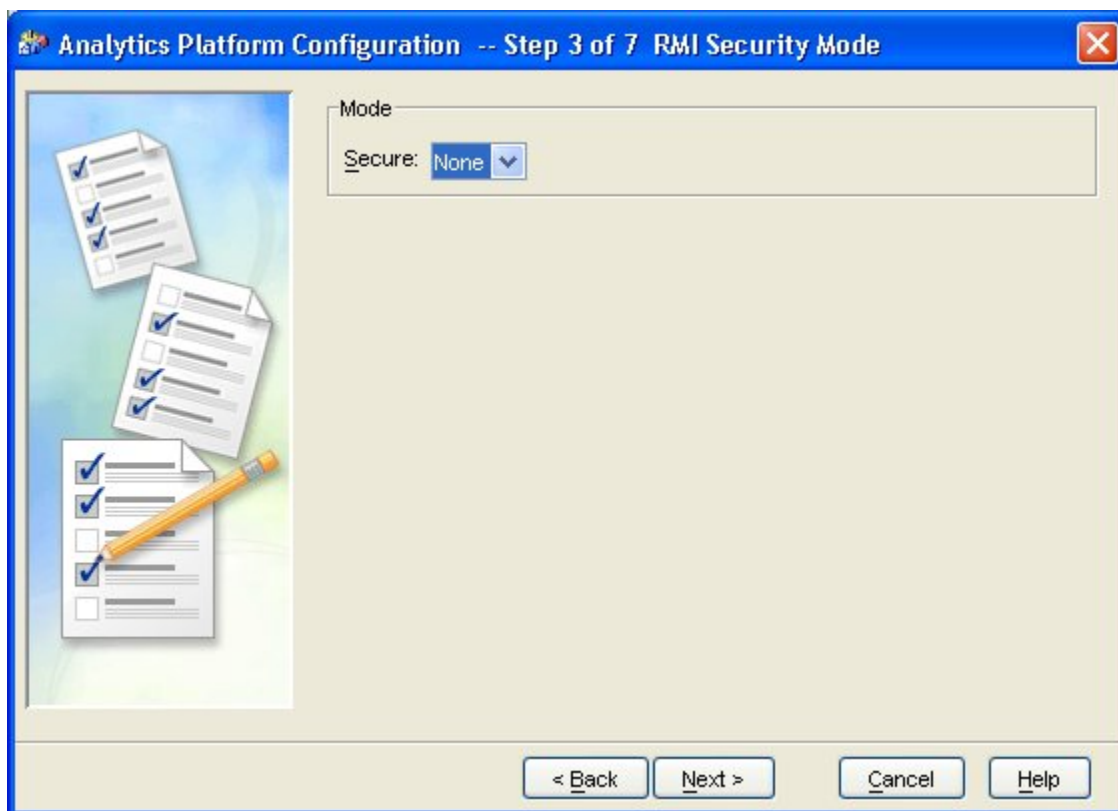 Analytics Platform Configuration -- Step 3 of 7 RMI Security Mode
Mode
Secure: None
< Back Next > Cancel Help